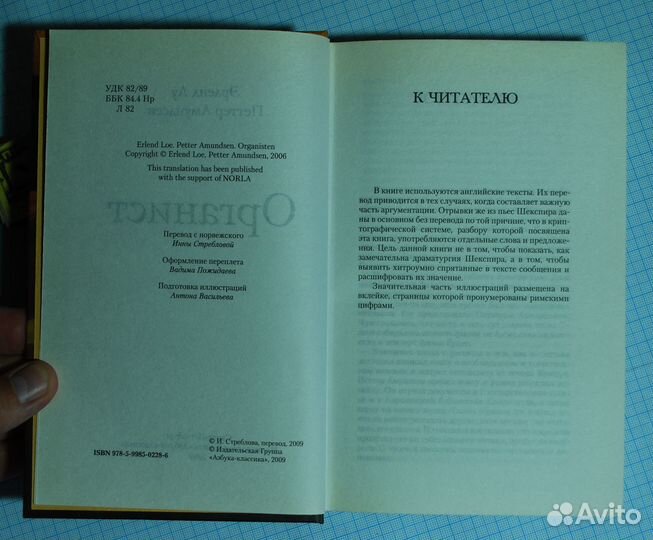 УДК 82/89
ББК 84.4 Нр
Л 82
Erlend Loe. Petter Amundsen. Organisten
Copyright © Erlend Loe, Petter Amundsen, 2006
This translation has been published
with the support of NORLA
Органист
Перевод с норвежского
Инны Стребловой
Оформление переплета
Вадима Пожидаева
Подготовка иллюстраций
Антона Васильева
ISBN 978-5-9985-0228-6
© И. Стреблова, перевод, 2009
© Издательская Группа
«Азбука-классика», 2009
К ЧИТАТЕЛЮ
В книге используются английские тексты. Их пере-
вод приводится в тех случаях, когда составляет важную
часть аргументации. Отрывки же из пьес Шекспира да-
ны в основном без перевода по той причине, что в крип-
тографической системе, разбору которой посвящена
эта книга, употребляются отдельные слова и предложе-
ния. Цель данной книги не в том, чтобы показать, как
замечательна драматургия Шекспира, а в том, чтобы
выявить хитроумно спрятанные в тексте сообщения и
расшифровать их значение.
Значительная часть иллюстраций размещена на
вклейке, страницы которой пронумерованы римскими
цифрами.
Avito